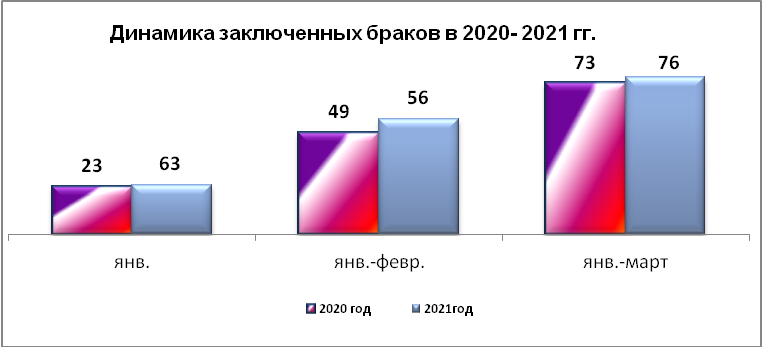 Динамика заключенных браков в 2020- 2021 гг.
73 76
49 56
23 63
янв. янв.-февр. янв.-март
2020 год 2021год